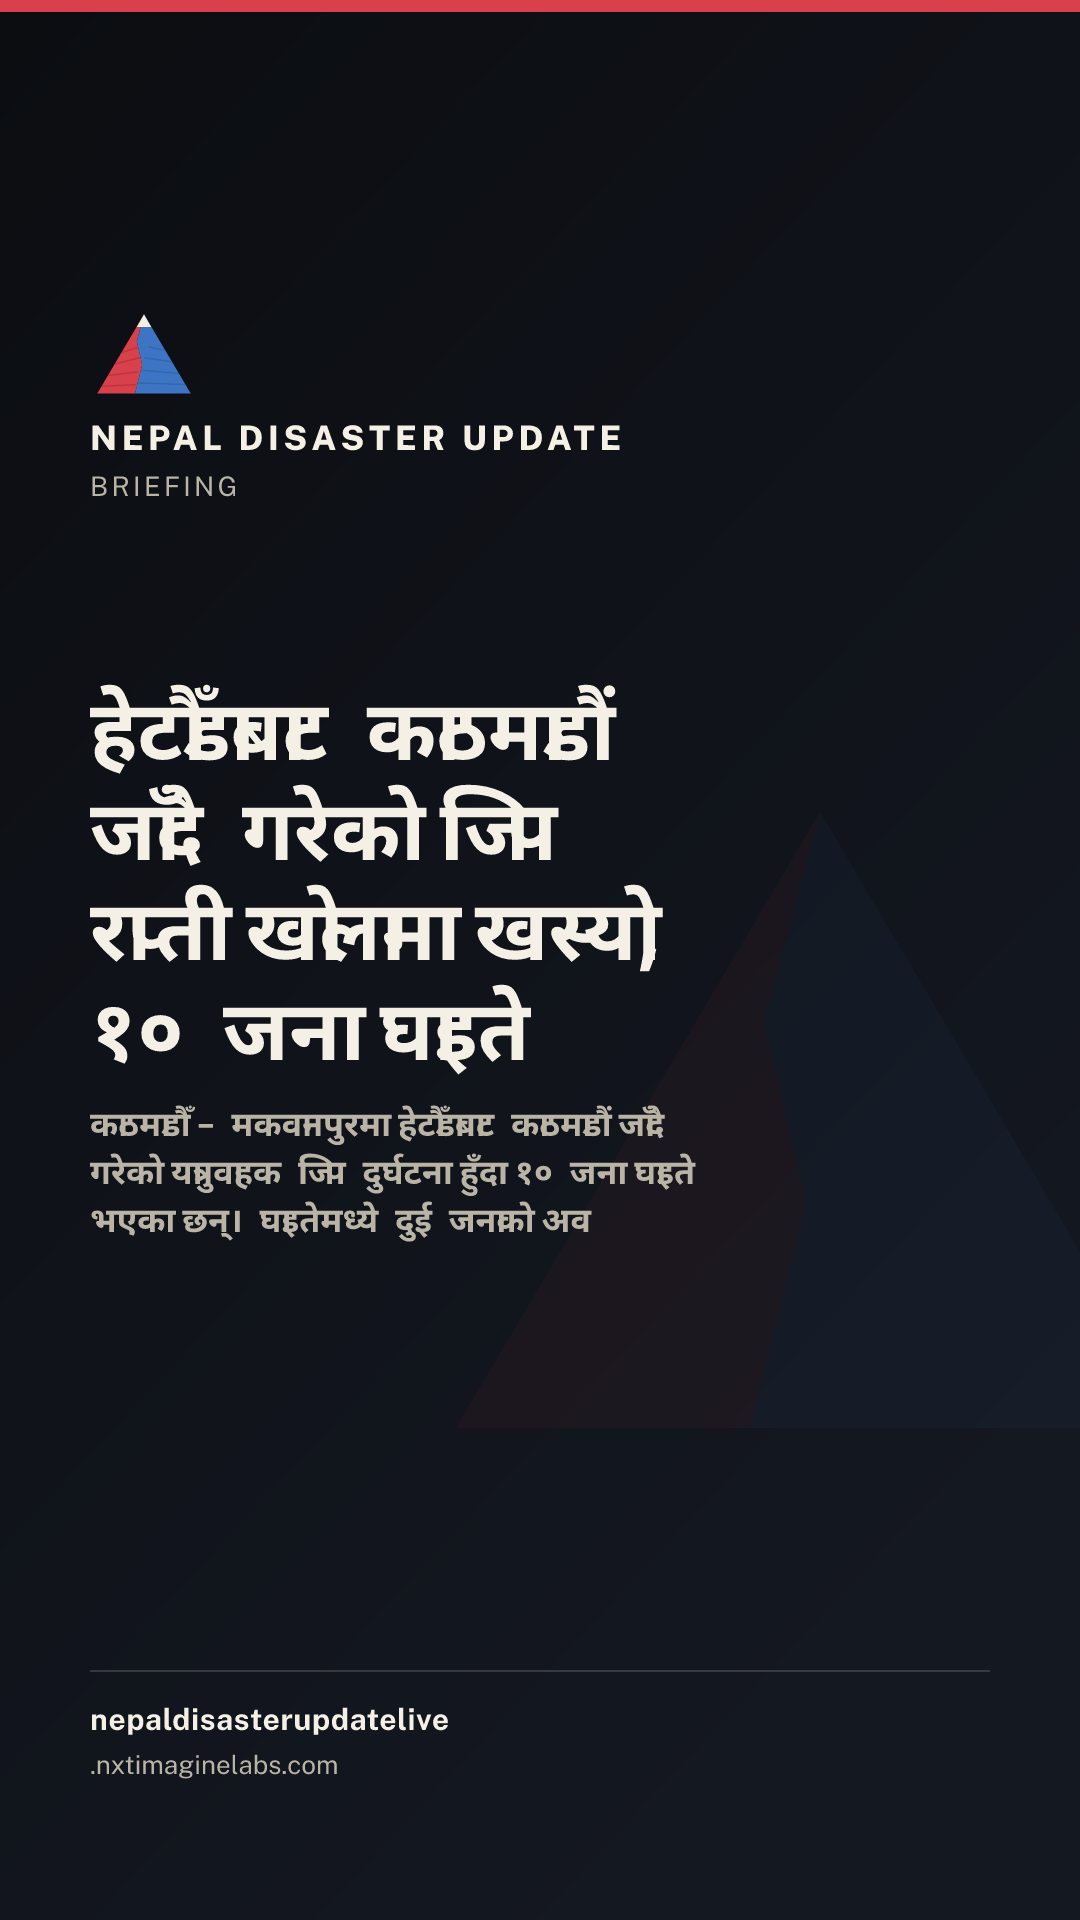 NEPAL DISASTER UPDATE
BRIEFING
हेटौँडाबाट काठमाडौं
जाँदै गरेको जिप
राप्ती खोलामा खस्यो,
१० जना घाइते
काठमाडौँ – मकवानपुरमा हेटौँडाबाट काठमाडौं जाँदै
गरेको यात्रुवाहक जिप दुर्घटना हुँदा १० जना घाइते
भएका छन्। घाइतेमध्ये दुई जनाको अव
nepaldisasterupdatelive
.nxtimaginelabs.com